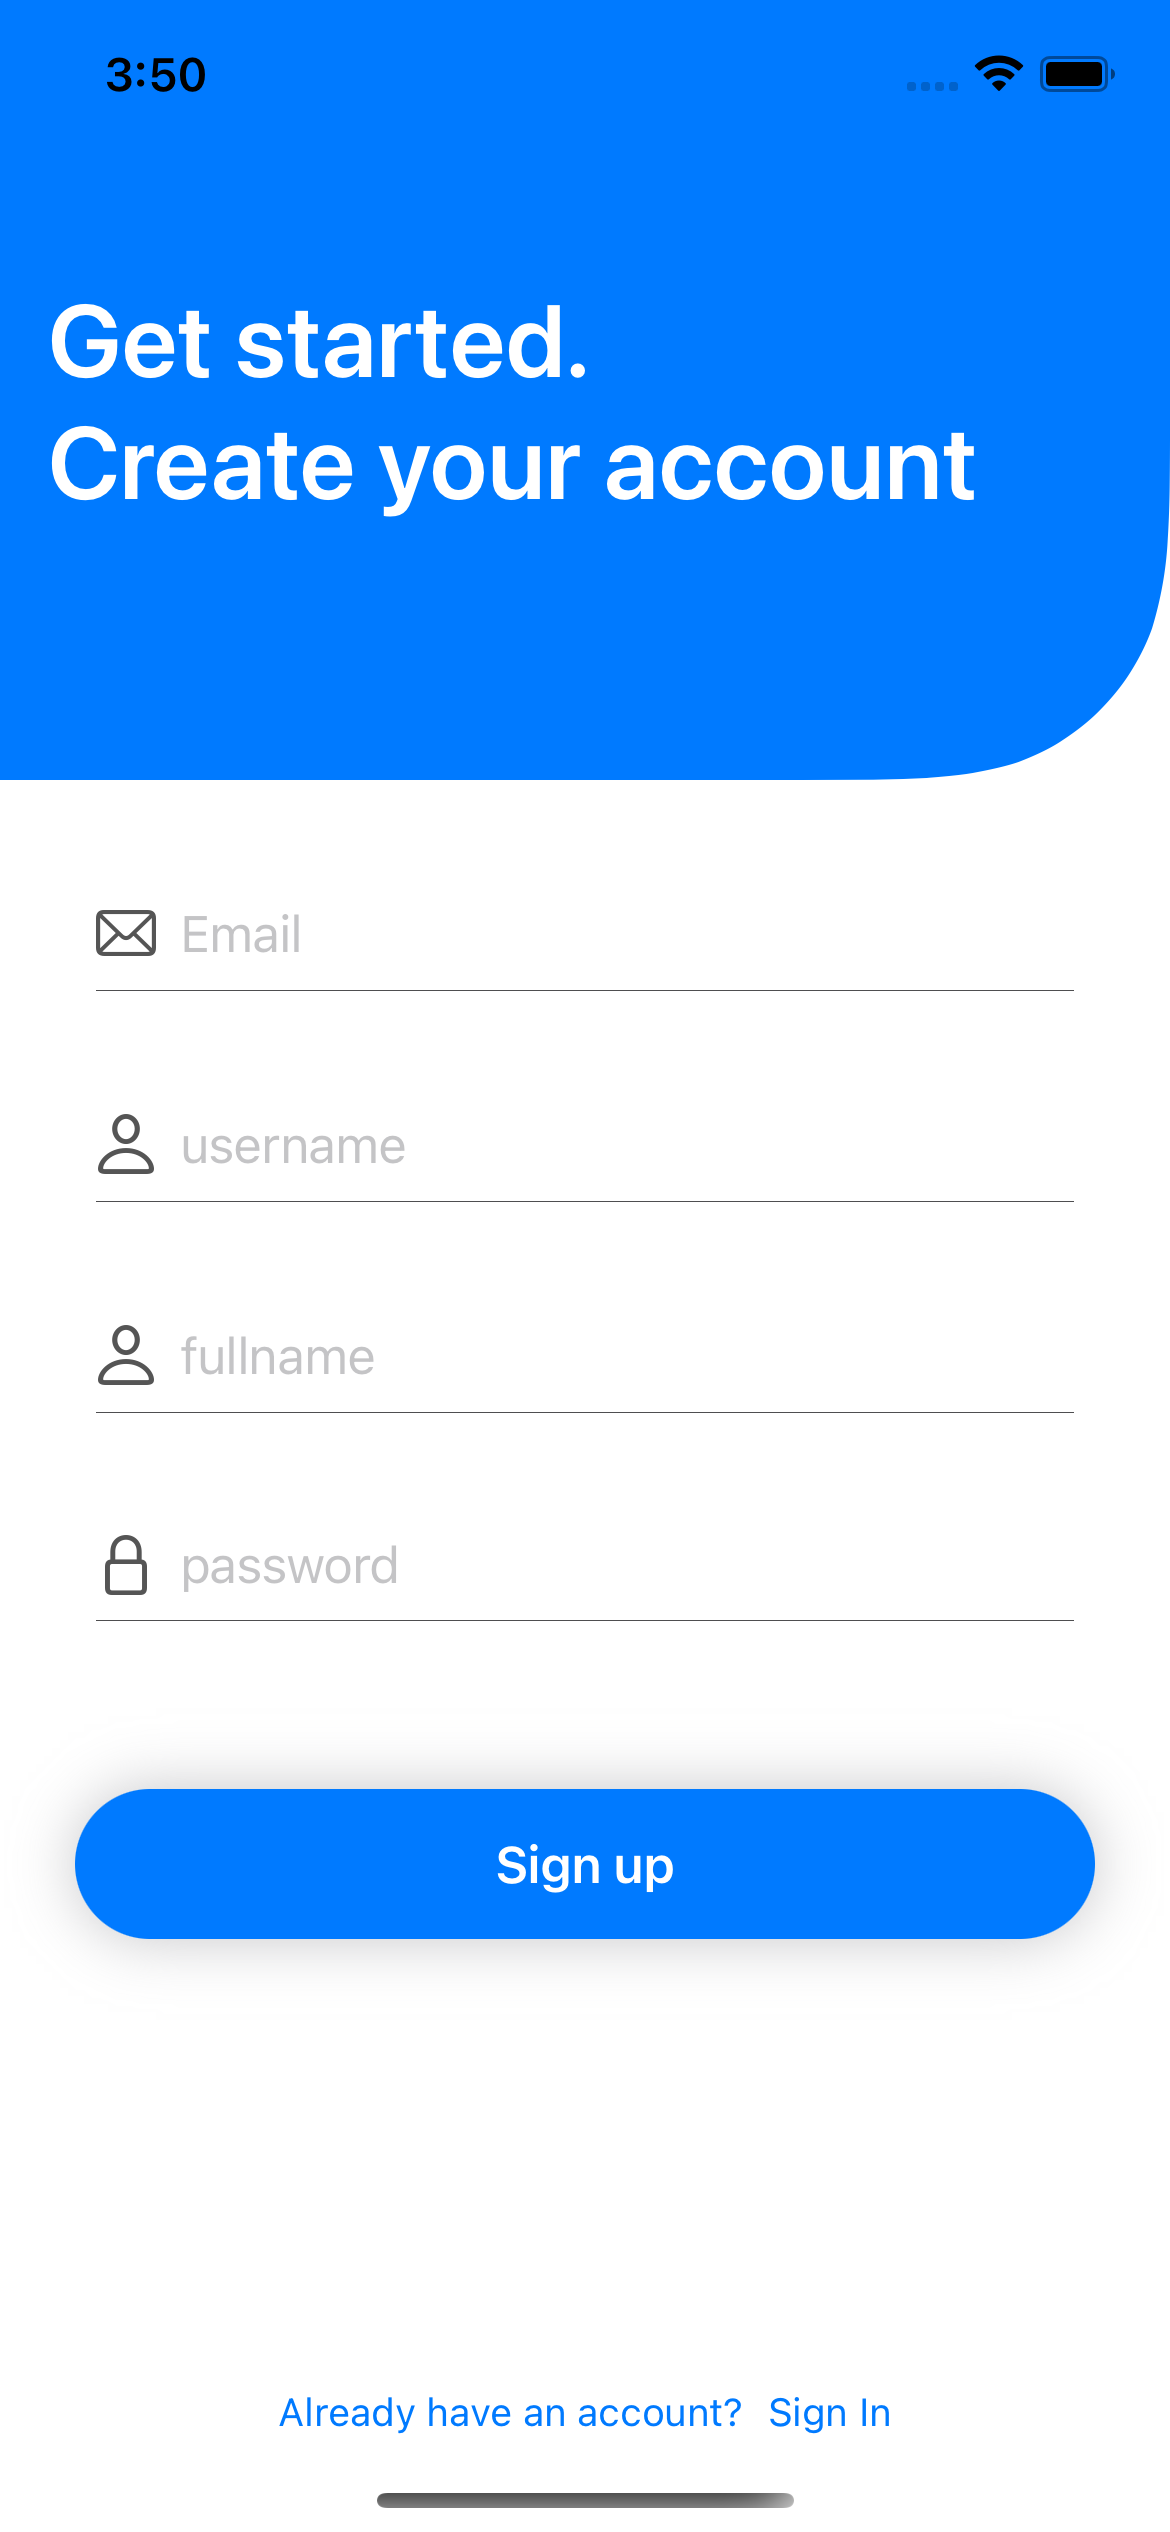 3:50
Get started.
Create your account
Email
username
fullname
password
Sign up
Already have an account? Sign In